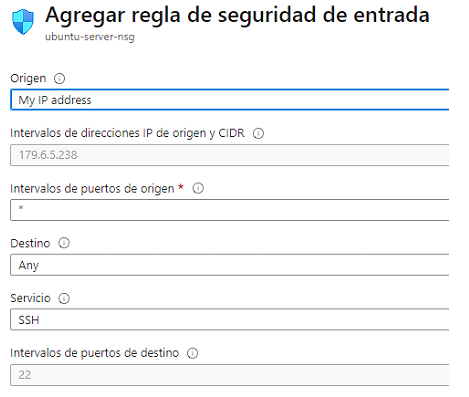 Agregar regla de seguridad de entrada
ubuntu-server-nsg
Origen
My IP address
Intervalos de direcciones IP de origen y CIDR
179.6.5.238
Intervalos de puertos de origen *
*
Destino
Any
Servicio
SSH
Intervalos de puertos de destino
22